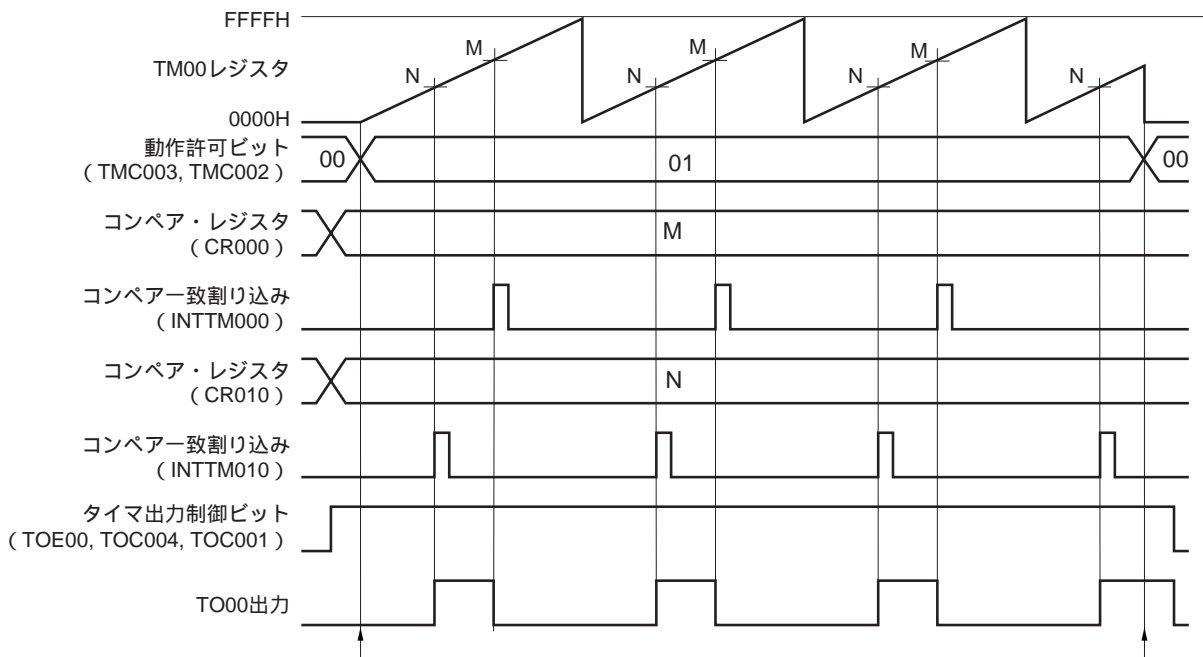 FFFFH
TM00レジスタ
0000H
N
M
N
M
N
M
N
動作許可ビット
（TMC003, TMC002）
00
01
00
コンペア・レジスタ
（CR000）
M
コンペア一致割り込み
（INTTM000）
コンペア・レジスタ
（CR010）
N
コンペア一致割り込み
（INTTM010）
タイマ出力制御ビット
（TOE00, TOC004, TOC001）
TO00出力